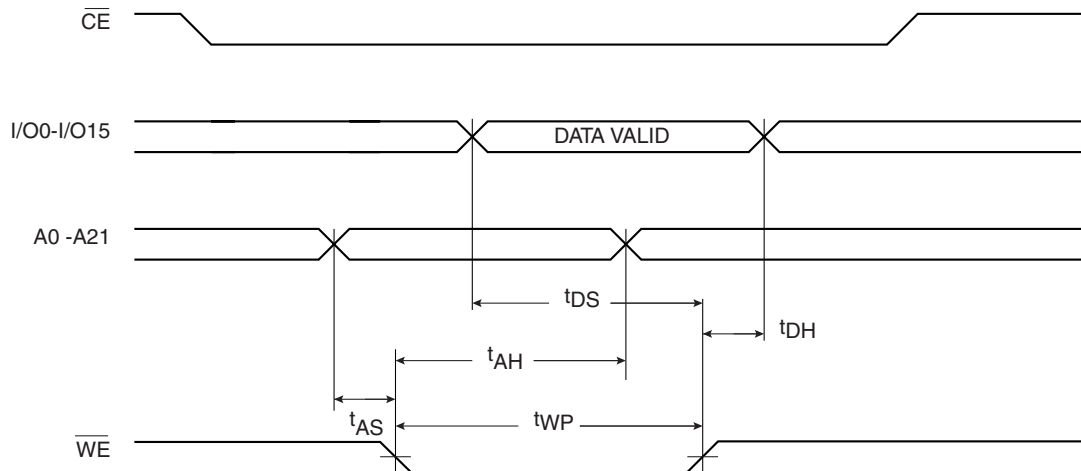 CE
I/O0-I/O15
DATA VALID
A0 -A21
tDS
tDH
tAH
tAS
tWP
WE